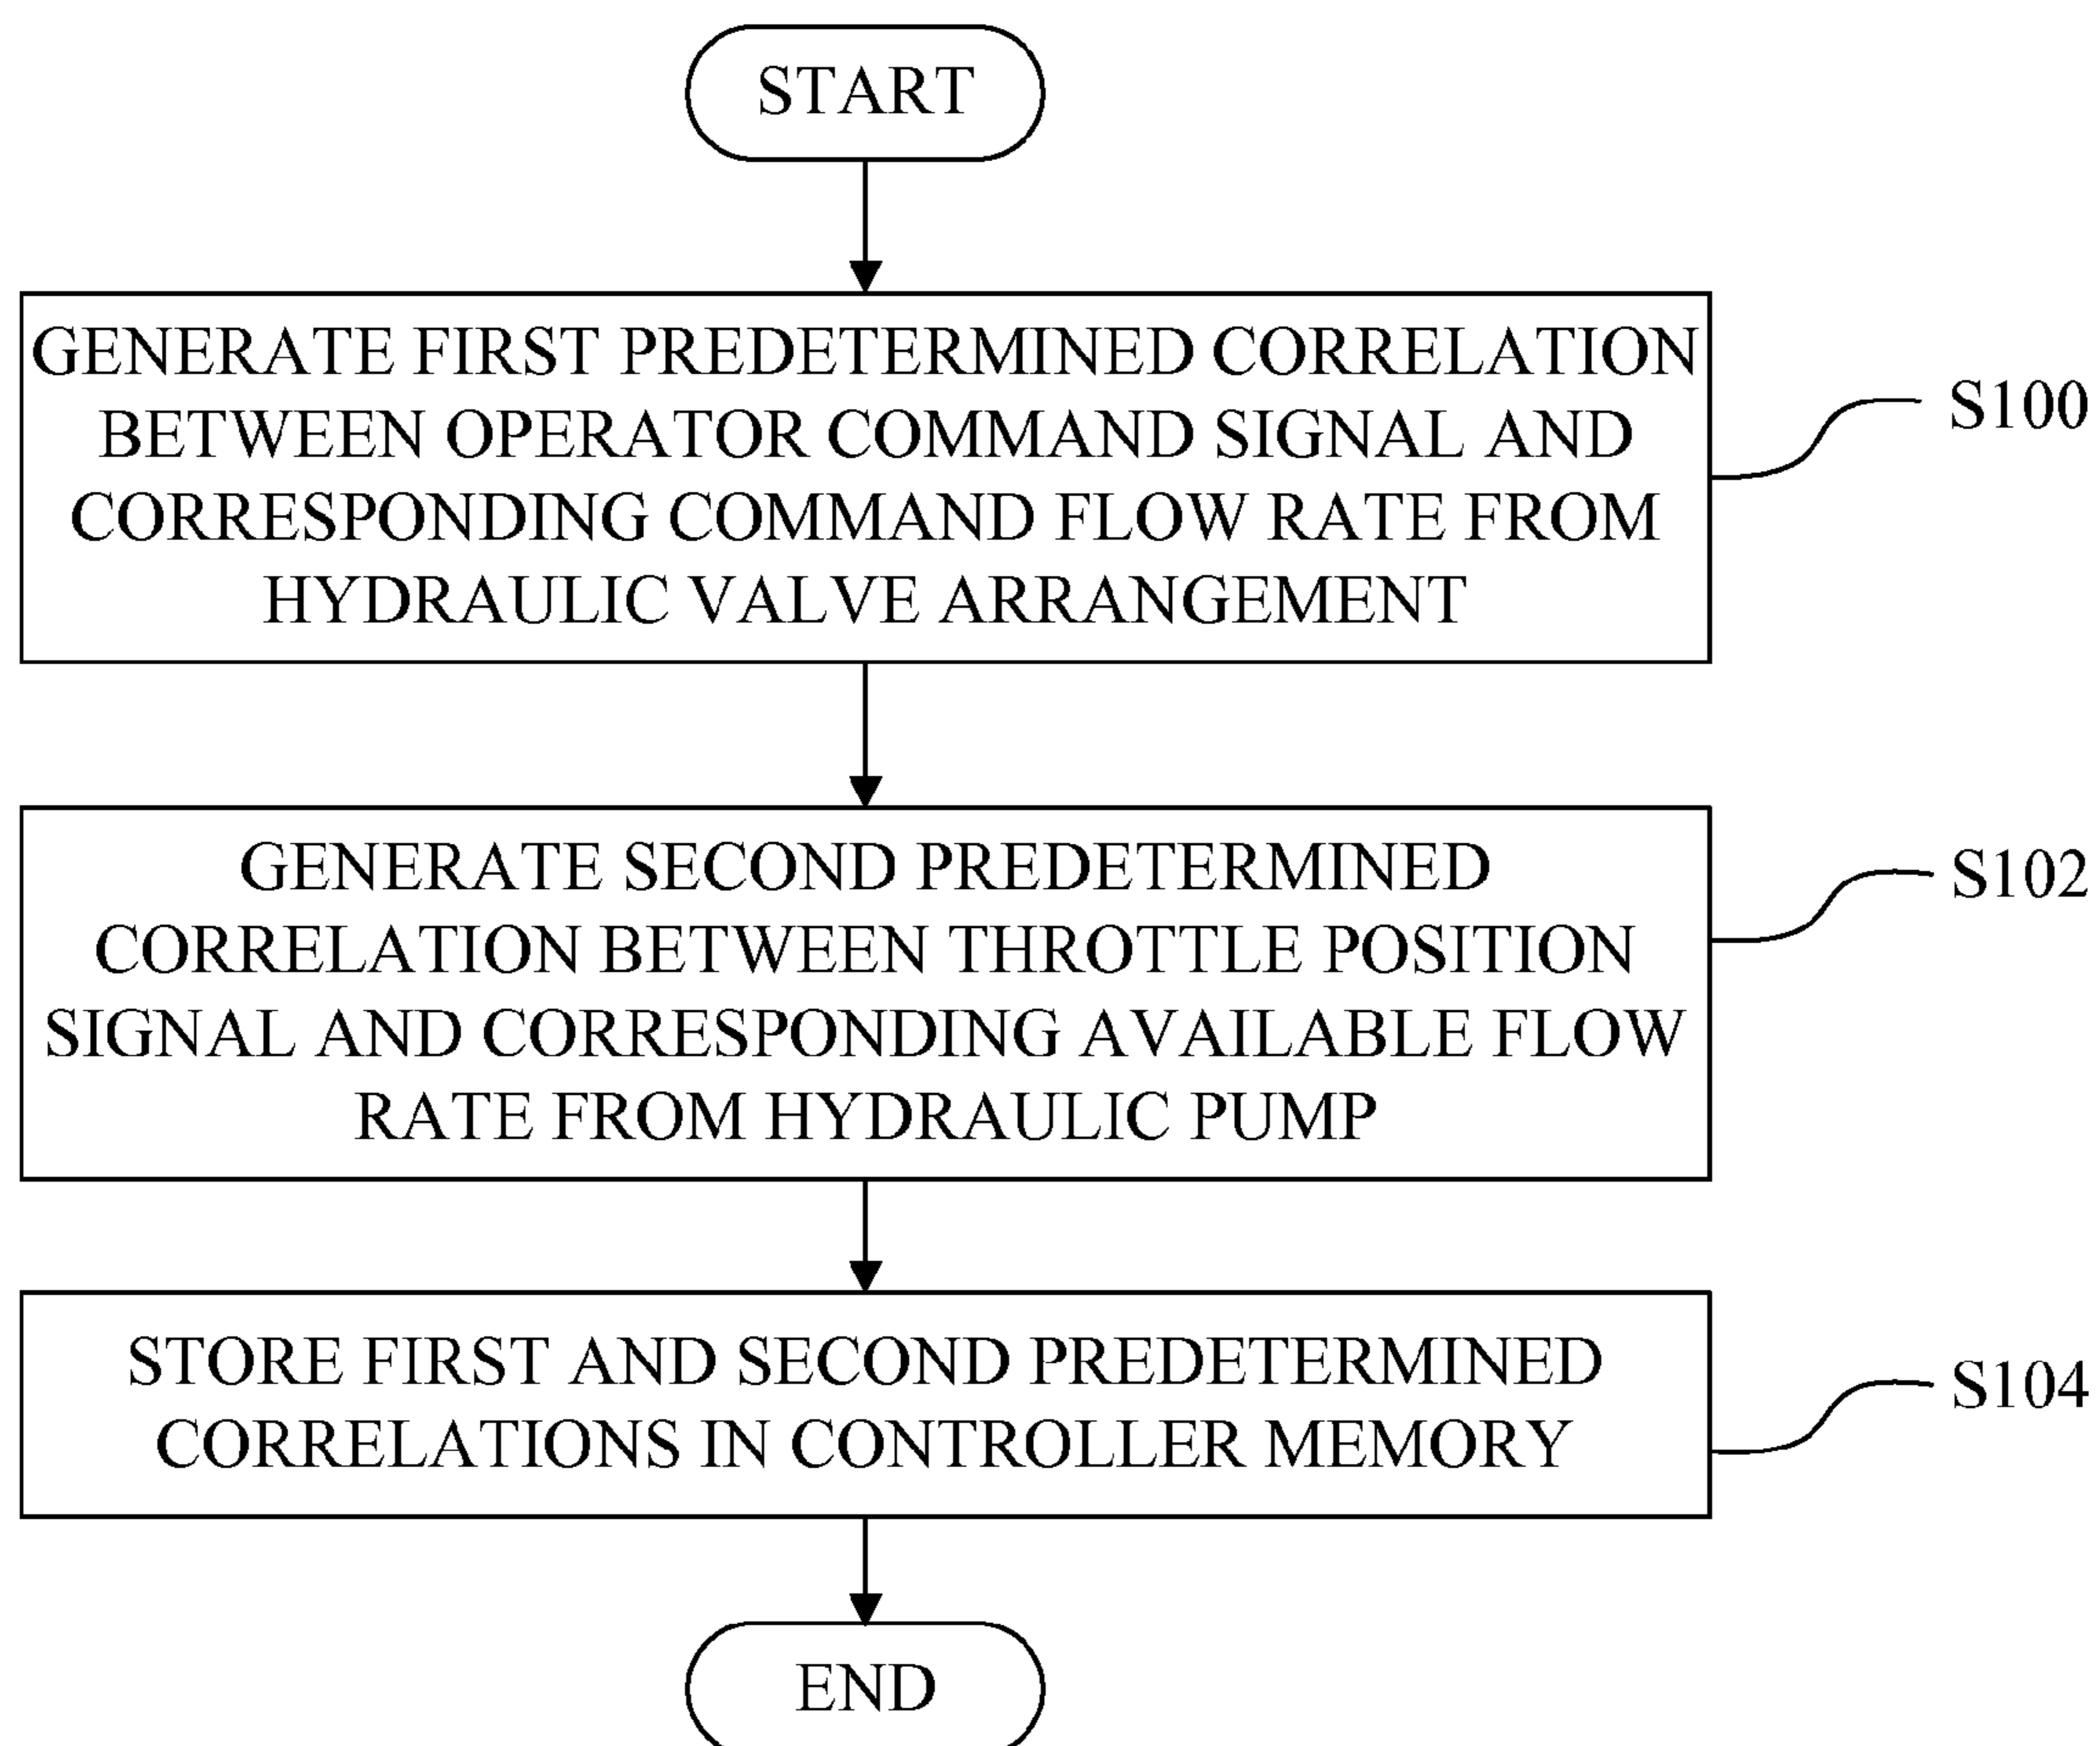 START
GENERATE FIRST PREDETERMINED CORRELATION
BETWEEN OPERATOR COMMAND SIGNAL AND
CORRESPONDING COMMAND FLOW RATE FROM
HYDRAULIC VALVE ARRANGEMENT
S100
GENERATE SECOND PREDETERMINED
CORRELATION BETWEEN THROTTLE POSITION
SIGNAL AND CORRESPONDING AVAILABLE FLOW
RATE FROM HYDRAULIC PUMP
S102
STORE FIRST AND SECOND PREDETERMINED
CORRELATIONS IN CONTROLLER MEMORY
S104
END